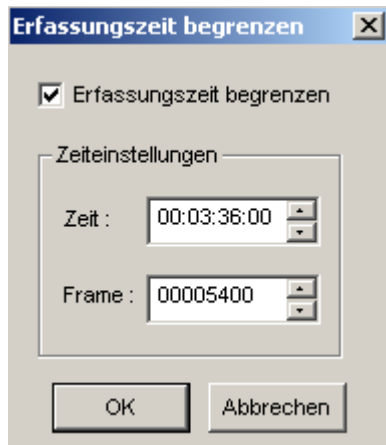 Erfassungszeit begrenzen
Erfassungszeit begrenzen
Zeiteinstellungen
Zeit : 00:03:36:00
Frame : 00005400
OK Abbrechen